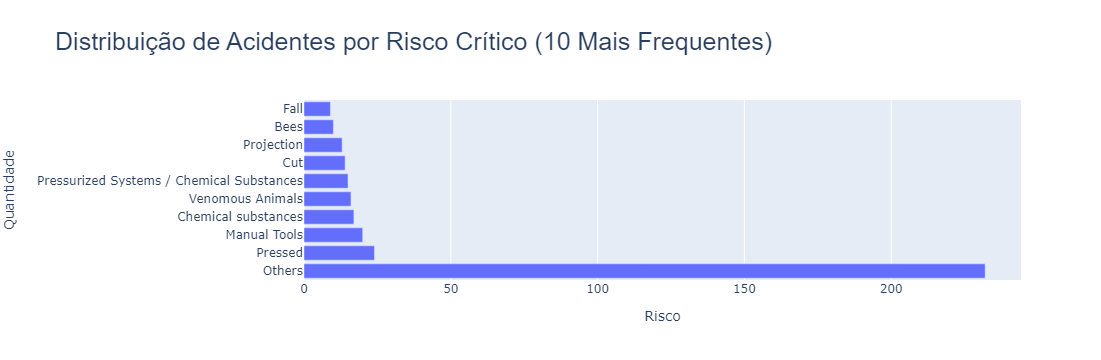 Distribuição de Acidentes por Risco Crítico (10 Mais Frequentes)
Quantidade
Fall
Bees
Projection
Cut
Pressurized Systems / Chemical Substances
Venomous Animals
Chemical substances
Manual Tools
Pressed
Others
0 50 100 150 200
Risco